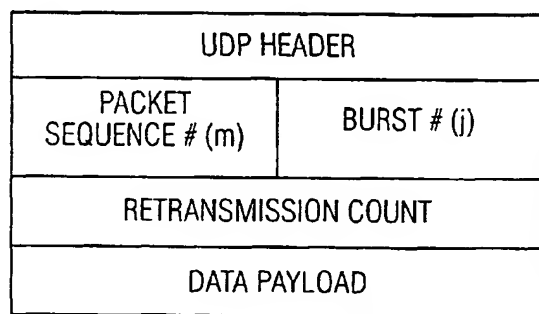 UDP HEADER
PACKET
SEQUENCE # (m)
BURST # (j)
RETRANSMISSION COUNT
DATA PAYLOAD